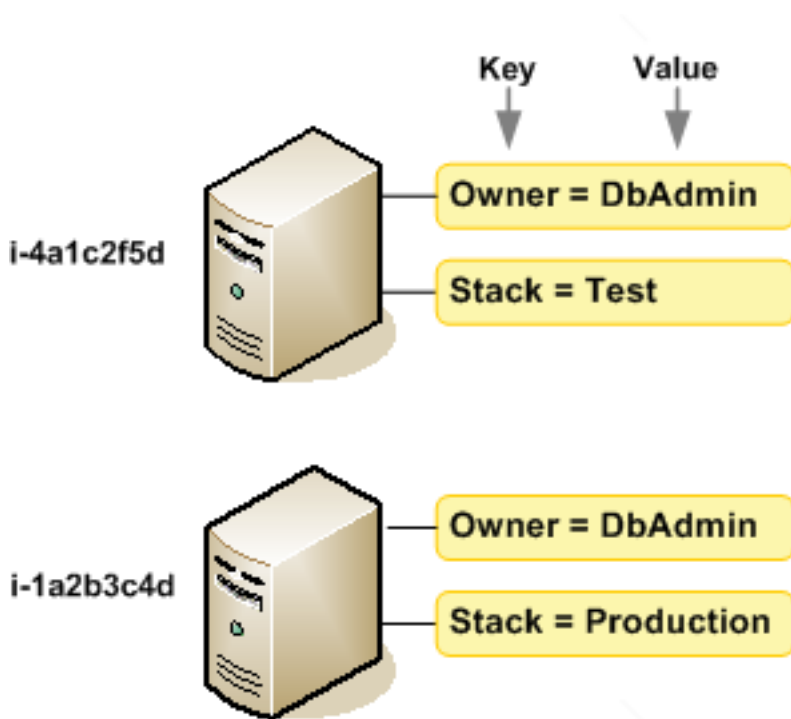 Key Value
Owner = DbAdmin
i-4a1c2f5d
Stack = Test
Owner = DbAdmin
i-1a2b3c4d
Stack = Production